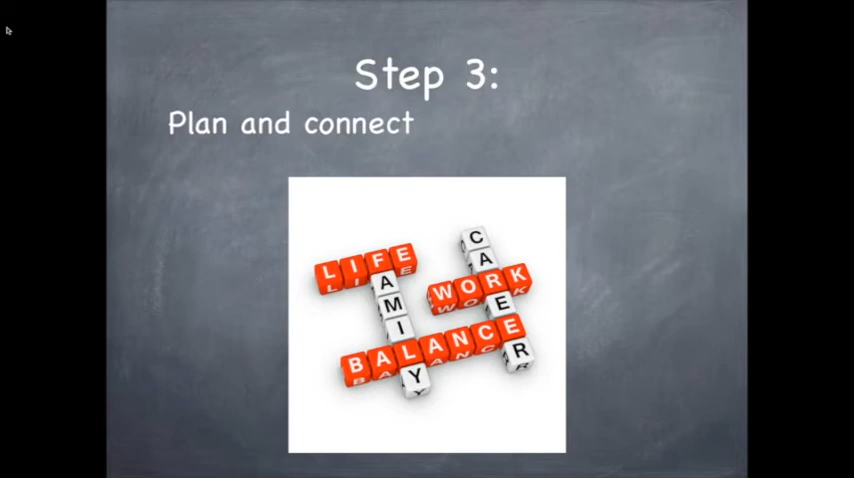 Step 3:
Plan and connect
LIFE
FAMILY
CAREER
WORK
BALANCE